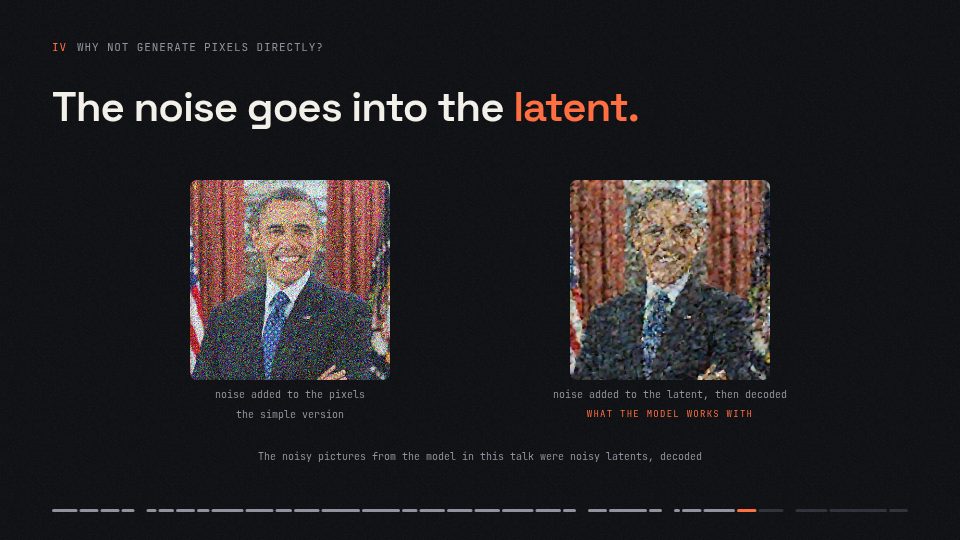 IV WHY NOT GENERATE PIXELS DIRECTLY?
The noise goes into the latent.
noise added to the pixels
the simple version
noise added to the latent, then decoded
WHAT THE MODEL WORKS WITH
The noisy pictures from the model in this talk were noisy latents, decoded